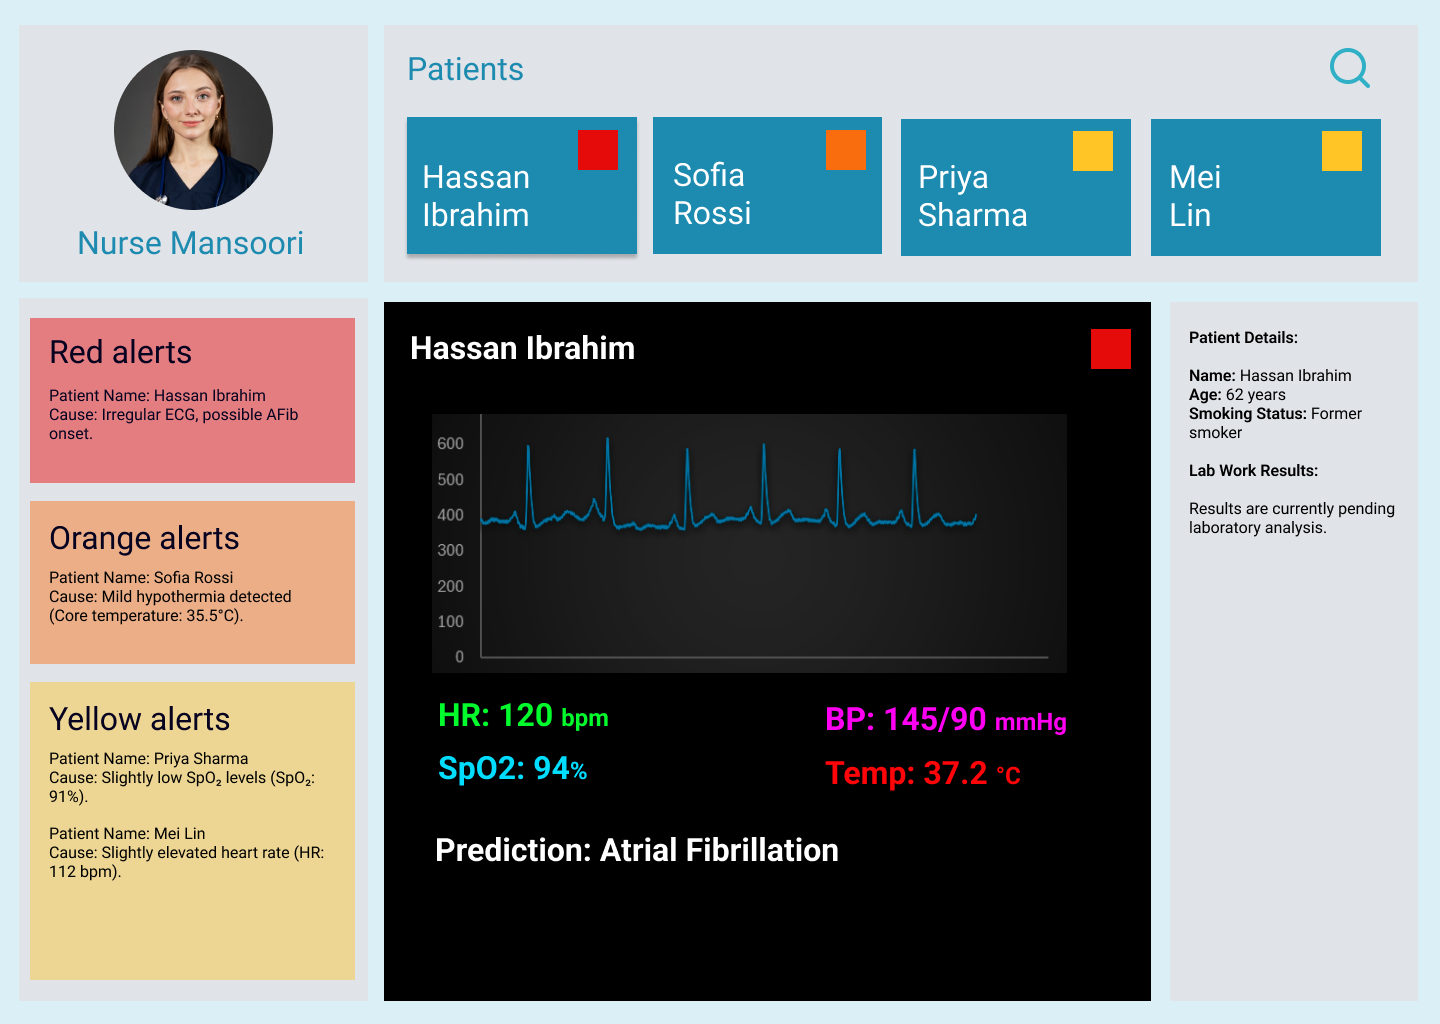 Nurse Mansoori
Patients
Hassan
Ibrahim
Sofia
Rossi
Priya
Sharma
Mei
Lin
Red alerts
Patient Name: Hassan Ibrahim
Cause: Irregular ECG, possible AFib
onset.
Orange alerts
Patient Name: Sofia Rossi
Cause: Mild hypothermia detected
(Core temperature: 35.5°C).
Yellow alerts
Patient Name: Priya Sharma
Cause: Slightly low SpO₂ levels (SpO₂:
91%).
Patient Name: Mei Lin
Cause: Slightly elevated heart rate (HR:
112 bpm).
Hassan Ibrahim
600
500
400
300
200
100
0
HR: 120 bpm
BP: 145/90 mmHg
SpO2: 94%
Temp: 37.2 °C
Prediction: Atrial Fibrillation
Patient Details:
Name: Hassan Ibrahim
Age: 62 years
Smoking Status: Former
smoker
Lab Work Results:
Results are currently pending
laboratory analysis.